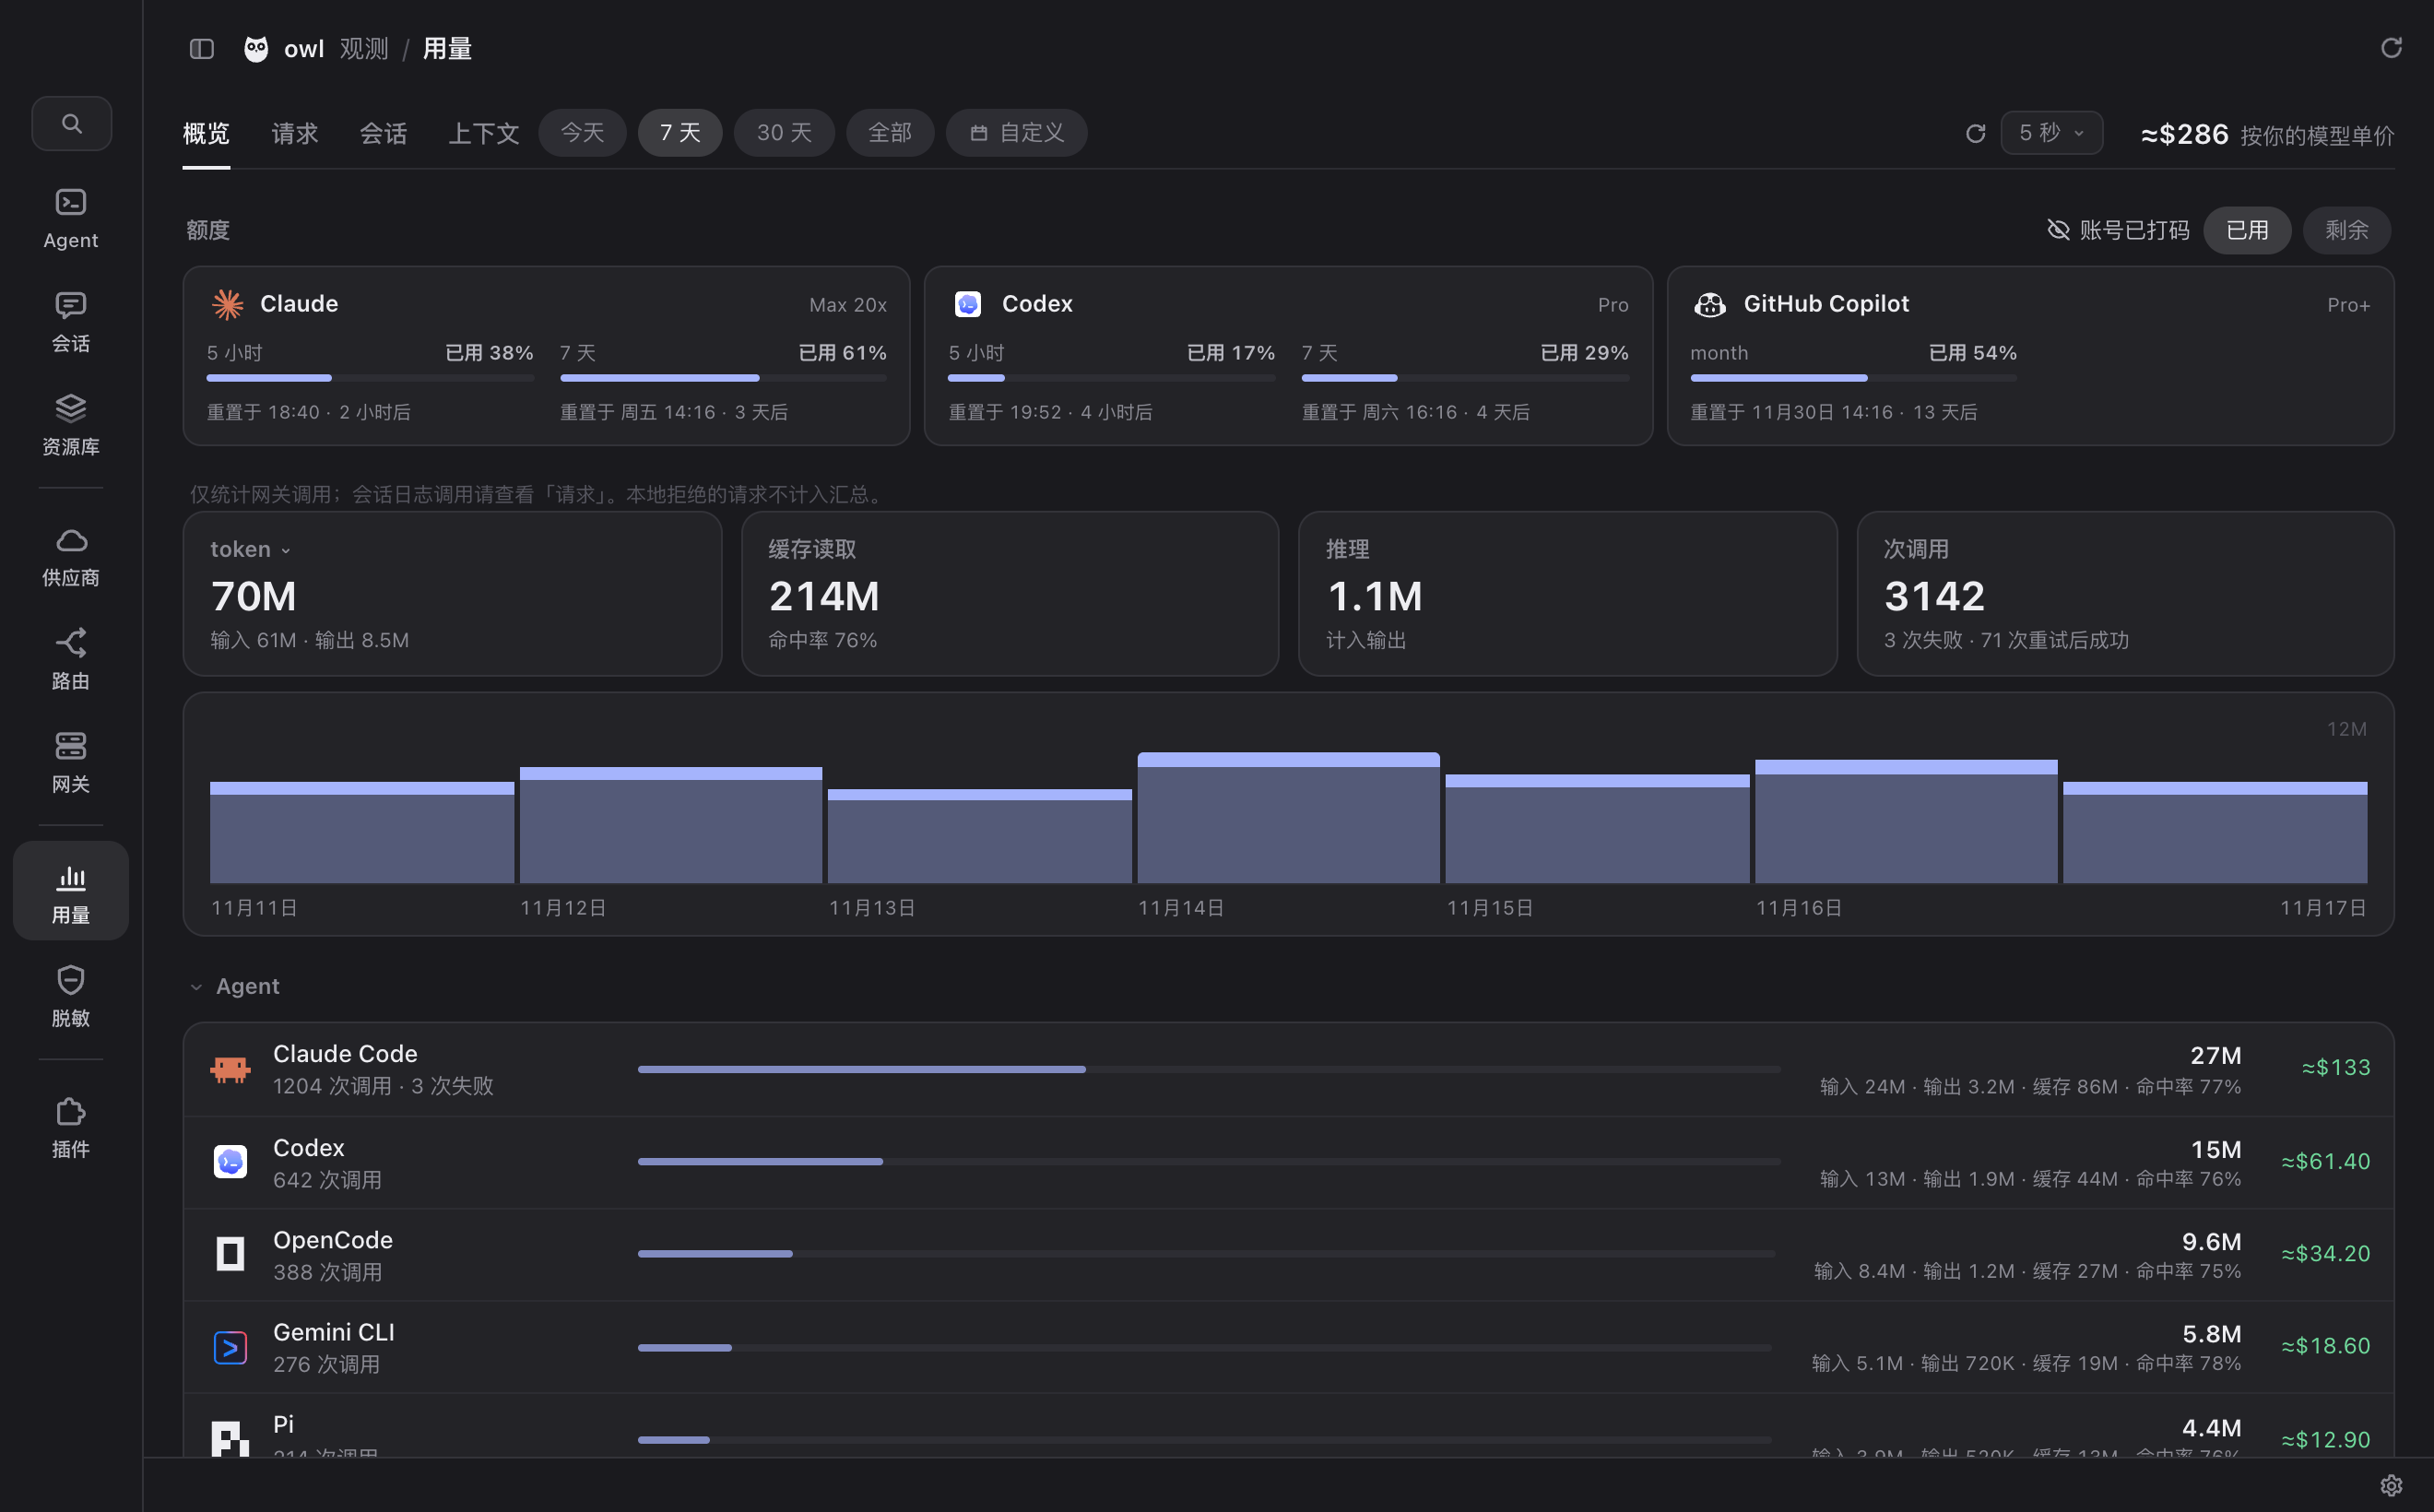 owl 观测 / 用量
概览 请求 会话 上下文 今天 7 天 30 天 全部 自定义 5 秒 ≈$286 按你的模型单价
Agent
会话
资源库
供应商
路由
网关
用量
脱敏
插件
额度 账号已打码 已用 剩余
Claude Max 20x
5 小时 已用 38% 7 天 已用 61%
重置于 18:40 · 2 小时后 重置于 周五 14:16 · 3 天后
Codex Pro
5 小时 已用 17% 7 天 已用 29%
重置于 19:52 · 4 小时后 重置于 周六 16:16 · 4 天后
GitHub Copilot Pro+
month 已用 54%
重置于 11月30日 14:16 · 13 天后
仅统计网关调用；会话日志调用请查看「请求」。本地拒绝的请求不计入汇总。
token
70M
输入 61M · 输出 8.5M
缓存读取
214M
命中率 76%
推理
1.1M
计入输出
次调用
3142
3 次失败 · 71 次重试后成功
12M
11月11日 11月12日 11月13日 11月14日 11月15日 11月16日 11月17日
Agent
Claude Code 27M
1204 次调用 · 3 次失败 输入 24M · 输出 3.2M · 缓存 86M · 命中率 77% ≈$133
Codex 15M
642 次调用 输入 13M · 输出 1.9M · 缓存 44M · 命中率 76% ≈$61.40
OpenCode 9.6M
388 次调用 输入 8.4M · 输出 1.2M · 缓存 27M · 命中率 75% ≈$34.20
Gemini CLI 5.8M
276 次调用 输入 5.1M · 输出 720K · 缓存 19M · 命中率 78% ≈$18.60
Pi 4.4M
214 次调用 输入 3.9M · 输出 520K · 缓存 13M · 命中率 76% ≈$12.90